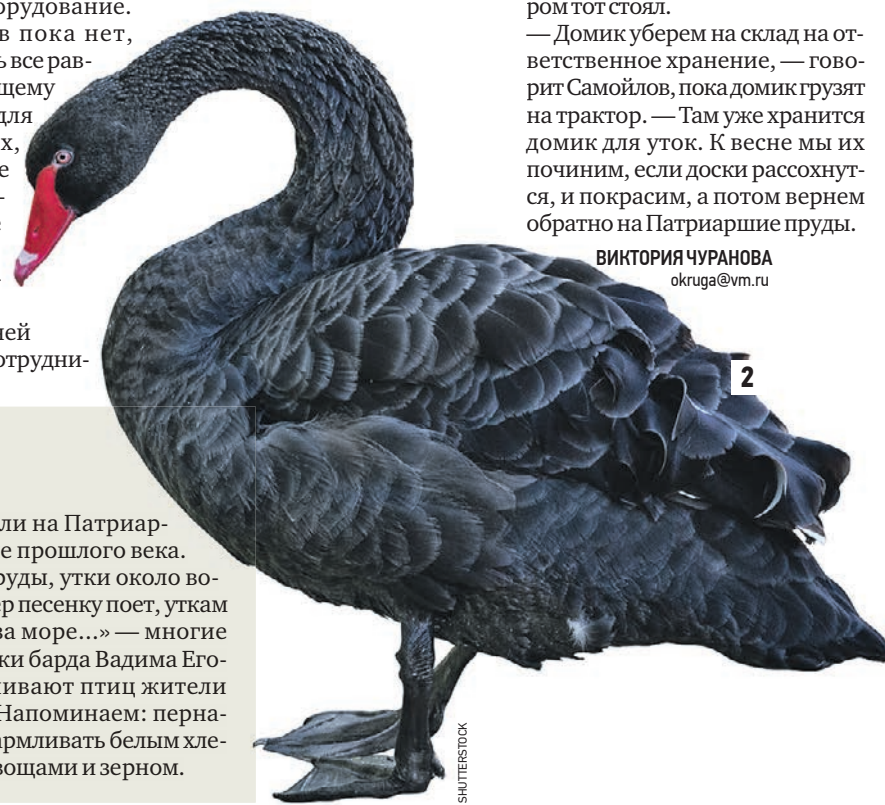 орудование.
в пока нет,
ь все рав-
щему
для
х,
е
-
е
ей
отрудни-
ли на Патриар-
е прошлого века.
руды, утки около во-
ер песенку поет, уткам
ва море...» — многие
ки барда Вадима Его-
ивают птиц жители
Напоминаем: перна-
армливать белым хле-
вощами и зерном.
ром тот стоял.
— Домик уберем на склад на от-
ветственное хранение, — гово-
рит Самойлов, пока домик грузят
на трактор. — Там уже хранится
домик для уток. К весне мы их
починим, если доски рассохнут-
ся, и покрасим, а потом вернем
обратно на Патриаршие пруды.
ВИКТОРИЯ ЧУРАНОВА
okruga@vm.ru
2
SHUTTERSTOCK